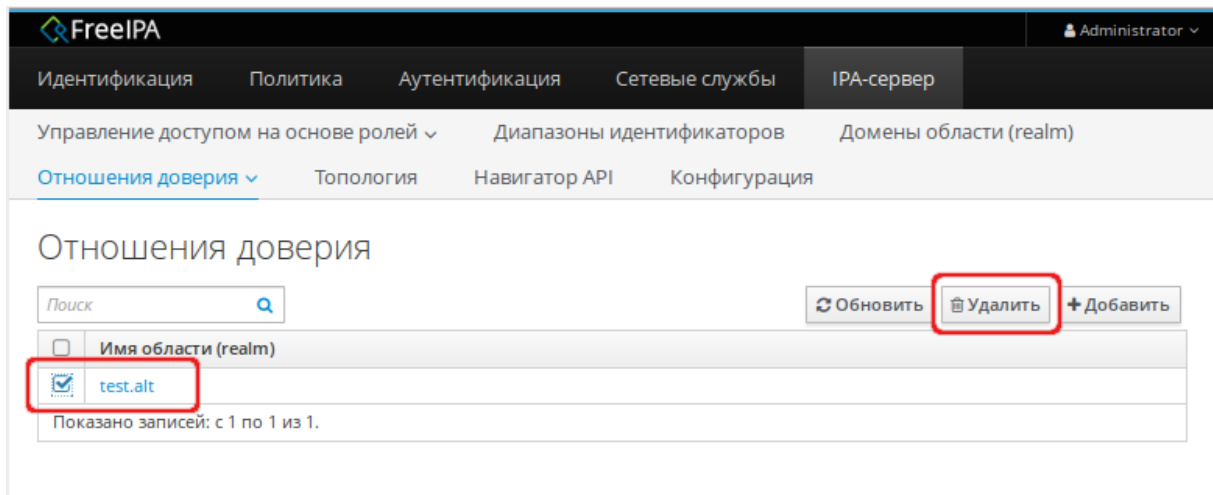 FreeIPA
Administrator
Идентификация Политика Аутентификация Сетевые службы IPA-сервер
Управление доступом на основе ролей Диапазоны идентификаторов Домены области (realm)
Отношения доверия Топология Навигатор API Конфигурация
Отношения доверия
Поиск
Обновить Удалить Добавить
Имя области (realm)
test.alt
Показано записей: с 1 по 1 из 1.